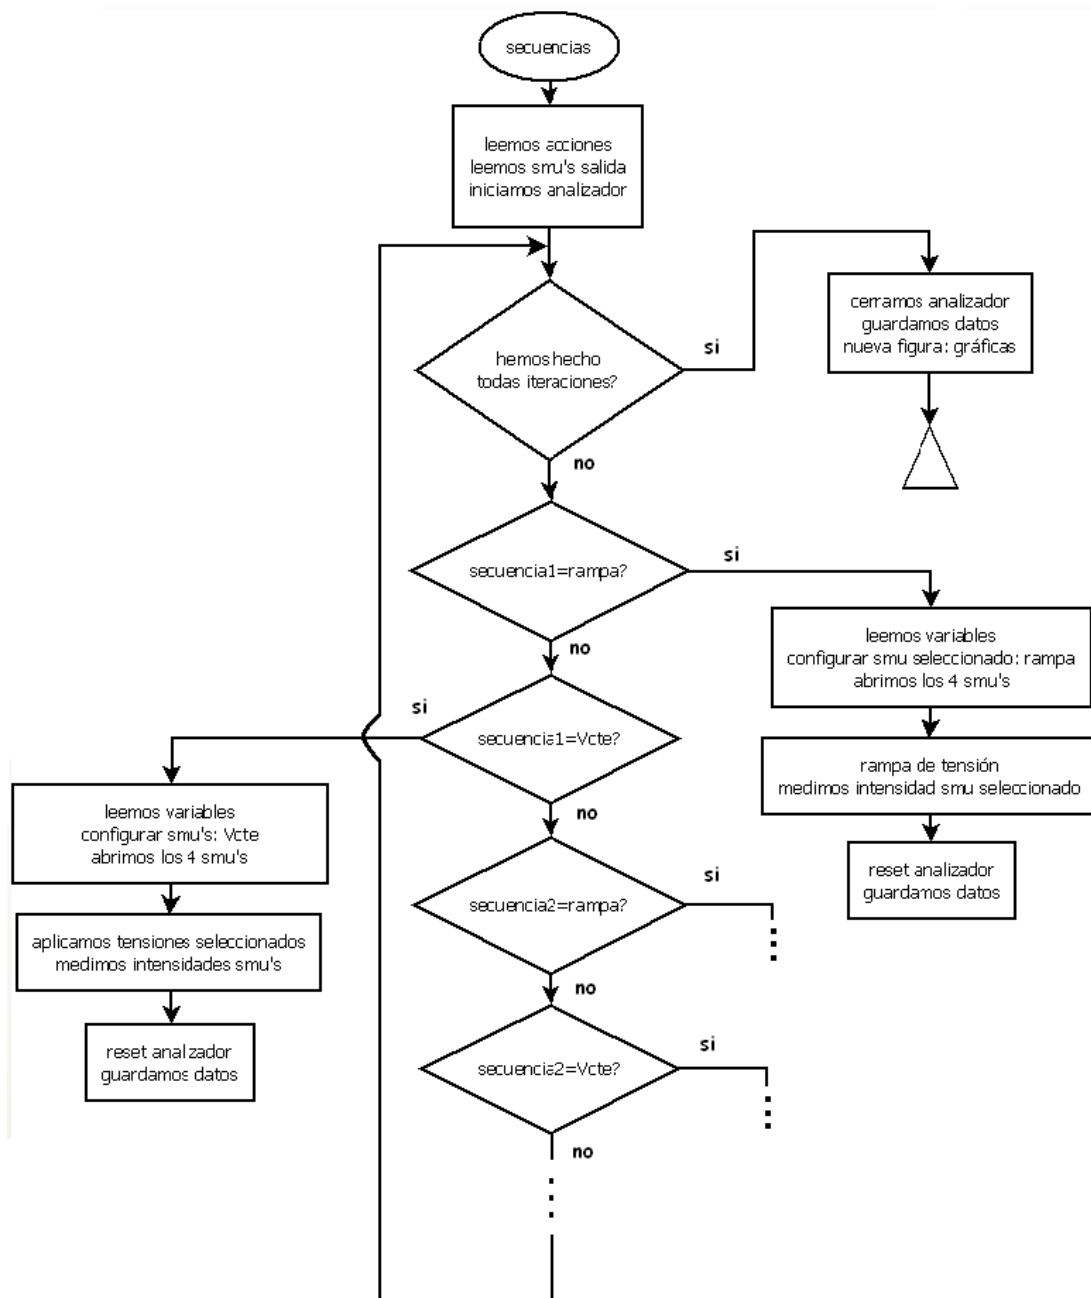 secuencias
leemos acciones
leemos smu's salida
iniciamos analizador
hemos hecho
todas iteraciones?
si
cerramos analizador
guardamos datos
nueva figura: gráficas
no
secuencia1=rampa?
si
leemos variables
configurar smu seleccionado: rampa
abrimos los 4 smu's
rampa de tensión
medimos intensidad smu seleccionado
reset analizador
guardamos datos
no
secuencia1=Vcte?
si
leemos variables
configurar smu's: Vcte
abrimos los 4 smu's
aplicamos tensiones seleccionados
medimos intensidades smu's
reset analizador
guardamos datos
no
secuencia2=rampa?
si
no
secuencia2=Vcte?
si
no